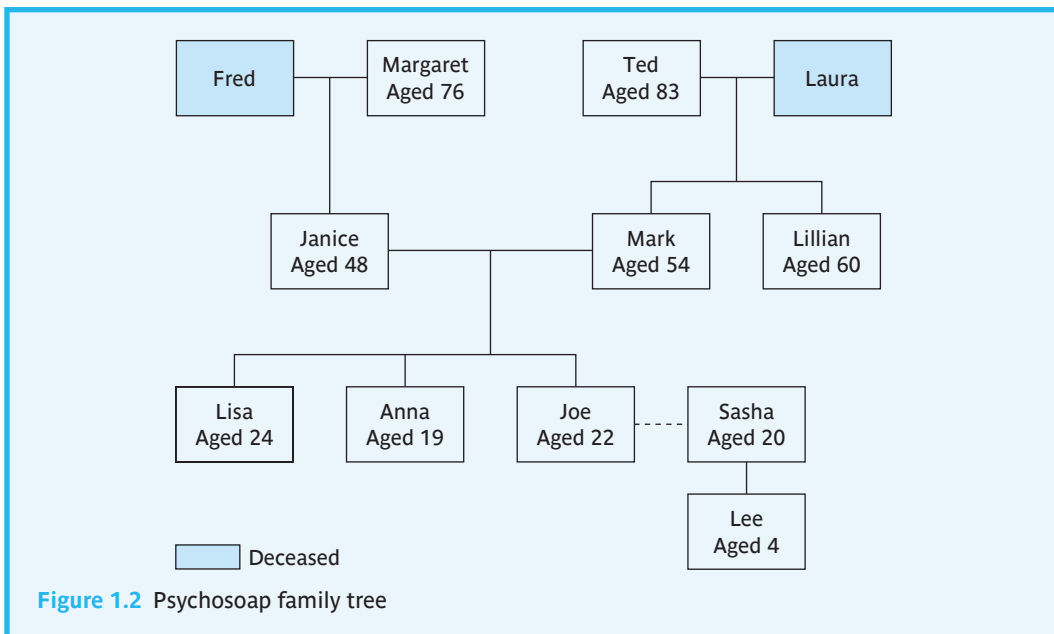 Fred
Margaret
Aged 76
Ted
Aged 83
Laura
Janice
Aged 48
Mark
Aged 54
Lillian
Aged 60
Lisa
Aged 24
Anna
Aged 19
Joe
Aged 22
Sasha
Aged 20
Lee
Aged 4
Deceased
Figure 1.2 Psychosoap family tree